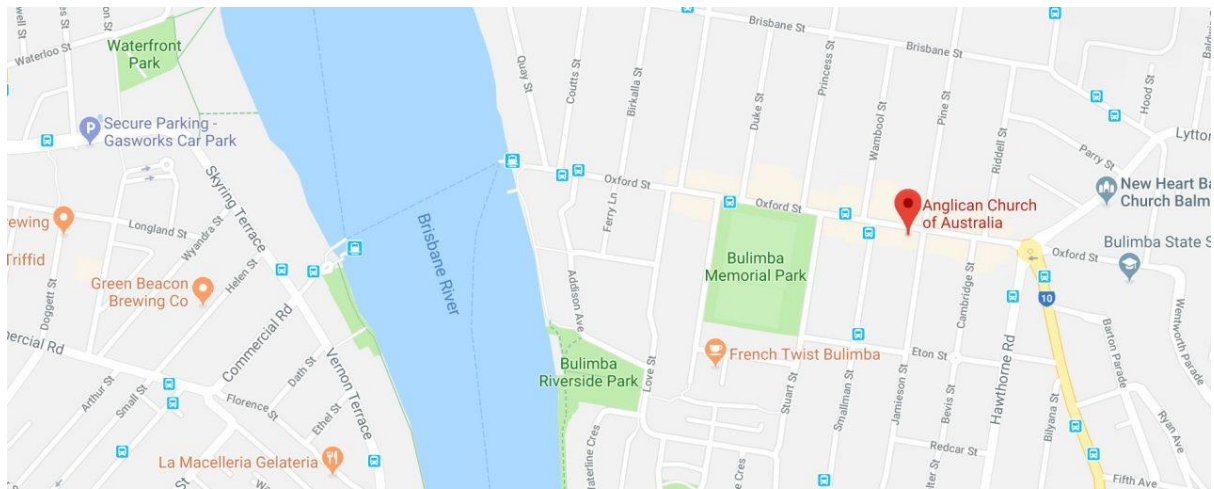 Waterloo St
Waterfront
Park
Secure Parking -
Gasworks Car Park
Skyring Terrace
Longland St
Wyandra St
Triffid
Green Beacon
Brewing Co
Helen St
Doggett St
Commercial Rd
Arthur St
Small St
Dath St
Vernon Terrace
Florence St
Ethel St
La Macelleria Gelateria
Brisbane River
Quay St
Coutts St
Birkalla St
Brisbane St
Brisbane St
Duke St
Princess St
Wambool St
Pine St
Riddell St
Hood St
Parry St
Lytton
Oxford St
Oxford St
Ferry Ln
Addison Ave
Anglican Church
of Australia
New Heart Ba
Church Balm
Bulimba State S
Oxford St
Bulimba
Memorial Park
10
Cambridge St
Hawthorne Rd
Barton Parade
Wentworth Parade
French Twist Bulimba
Eton St
Bulimba
Riverside Park
Love St
Stuart St
Smallman St
Jamieson St
Bevis St
Bilyana St
Ryan Ave
Redcar St
Fifth Ave